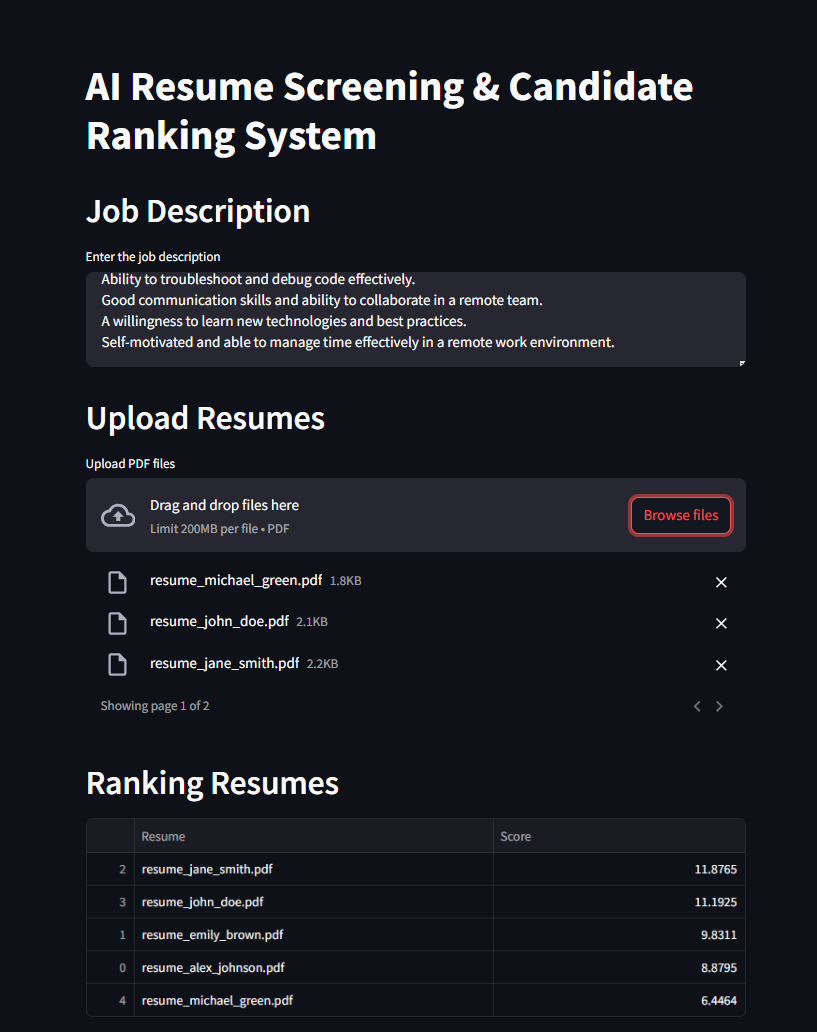 AI Resume Screening & Candidate
Ranking System
Job Description
Enter the job description
Ability to troubleshoot and debug code effectively.
Good communication skills and ability to collaborate in a remote team.
A willingness to learn new technologies and best practices.
Self-motivated and able to manage time effectively in a remote work environment.
Upload Resumes
Upload PDF files
Drag and drop files here
Limit 200MB per file • PDF
Browse files
resume_michael_green.pdf 1.8KB
resume_john_doe.pdf 2.1KB
resume_jane_smith.pdf 2.2KB
Showing page 1 of 2
Ranking Resumes
Resume Score
2 resume_jane_smith.pdf 11.8765
3 resume_john_doe.pdf 11.1925
1 resume_emily_brown.pdf 9.8311
0 resume_alex_johnson.pdf 8.8795
4 resume_michael_green.pdf 6.4464